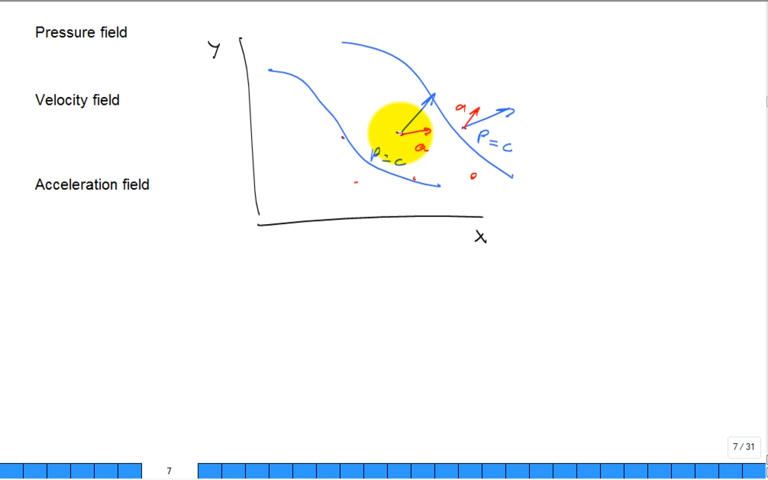 Pressure field
y
Velocity field
a
P=c
a
P=c
Acceleration field
x
7 / 31
7